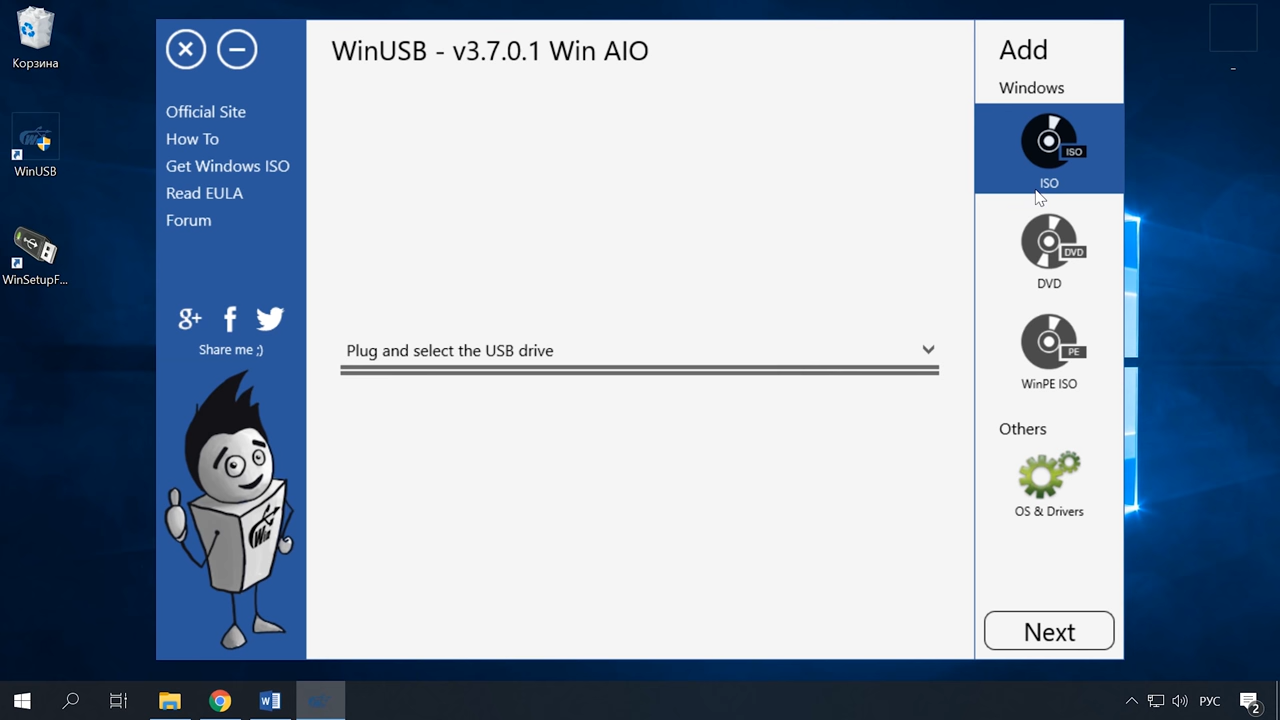 Корзина
WinUSB
WinSetupF...
Official Site
How To
Get Windows ISO
Read EULA
Forum
g+
f
Share me ;)
Win
WinUSB - v3.7.0.1 Win AIO
Plug and select the USB drive
Add
Windows
ISO
ISO
DVD
DVD
PE
WinPE ISO
Others
OS & Drivers
Next
РУС
2